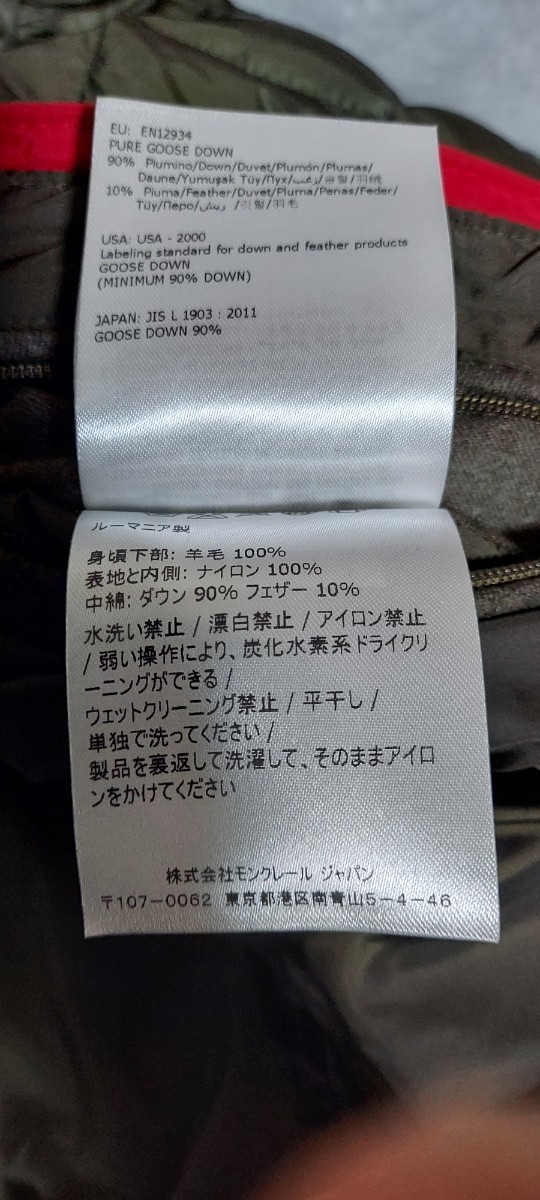 EU: EN12934
PURE GOOSE DOWN
90% Piumino/Down/Duvet/Plumón/Plumas/
Daune/Yumuşak Tüy/Пух/زغب/솜털/羽绒
10% Piuma/Feather/Duvet/Pluma/Penas/Feder/
Tüy/Перо/ريش/깃털/羽毛
USA: USA - 2000
Labeling standard for down and feather products
GOOSE DOWN
(MINIMUM 90% DOWN)
JAPAN: JIS L 1903 : 2011
GOOSE DOWN 90%
ルーマニア製
身頃下部: 羊毛 100%
表地と内側: ナイロン 100%
中綿: ダウン 90% フェザー 10%
水洗い禁止 / 漂白禁止 / アイロン禁止
/ 弱い操作により、炭化水素系ドライクリ
ーニングができる /
ウェットクリーニング禁止 / 平干し /
単独で洗ってください /
製品を裏返して洗濯して、そのままアイロ
ンをかけてください
株式会社モンクレール ジャパン
〒107-0062 東京都港区南青山5-4-46